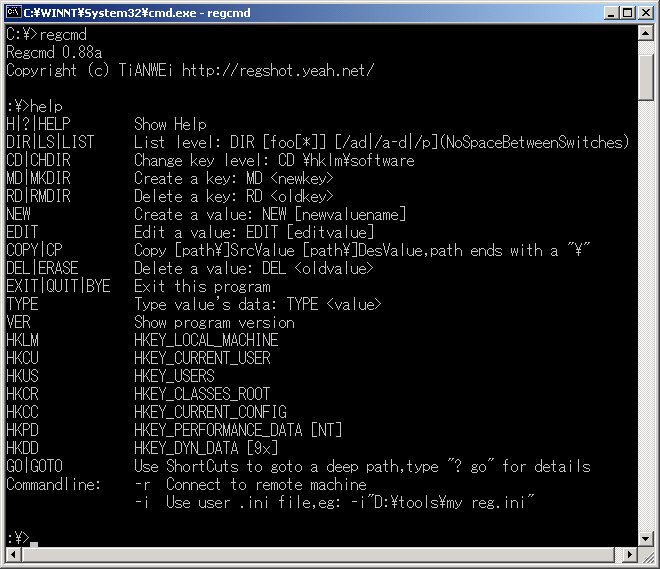 C:¥WINNT¥System32¥cmd.exe - regcmd
C:¥>regcmd
Regcmd 0.88a
Copyright (c) TiANWEi http://regshot.yeah.net/
:¥>help
H|?|HELP Show Help
DIR|LS|LIST List level: DIR [foo[*]] [/ad|/a-d|/p](NoSpaceBetweenSwitches)
CD|CHDIR Change key level: CD ¥hklm¥software
MD|MKDIR Create a key: MD <newkey>
RD|RMDIR Delete a key: RD <oldkey>
NEW Create a value: NEW [newvaluename]
EDIT Edit a value: EDIT [editvalue]
COPY|CP Copy [path¥]SrcValue [path¥]DesValue,path ends with a "¥"
DEL|ERASE Delete a value: DEL <oldvalue>
EXIT|QUIT|BYE Exit this program
TYPE Type value's data: TYPE <value>
VER Show program version
HKLM HKEY_LOCAL_MACHINE
HKCU HKEY_CURRENT_USER
HKUS HKEY_USERS
HKCR HKEY_CLASSES_ROOT
HKCC HKEY_CURRENT_CONFIG
HKPD HKEY_PERFORMANCE_DATA [NT]
HKDD HKEY_DYN_DATA [9x]
GO|GOTO Use ShortCuts to goto a deep path,type "? go" for details
Commandline: -r Connect to remote machine
-i Use user .ini file,eg: -i"D:¥tools¥my reg.ini"
:¥>